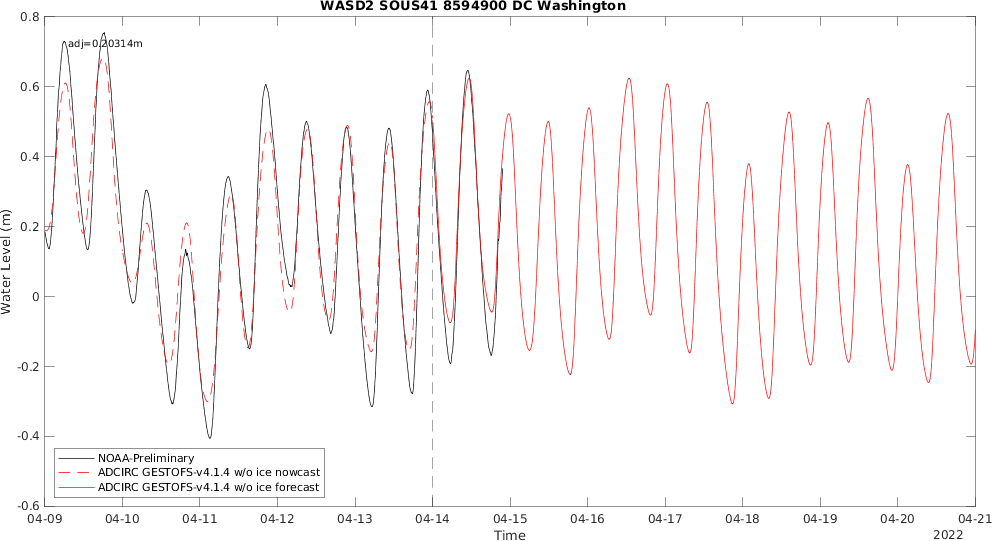 WASD2 SOUS41 8594900 DC Washington
adj=0.20314m
0.8
0.6
0.4
0.2
0
-0.2
-0.4
-0.6
Water Level (m)
NOAA-Preliminary
ADCIRC GESTOFS-v4.1.4 w/o ice nowcast
ADCIRC GESTOFS-v4.1.4 w/o ice forecast
04-09 04-10 04-11 04-12 04-13 04-14 04-15 04-16 04-17 04-18 04-19 04-20 04-21
Time
2022